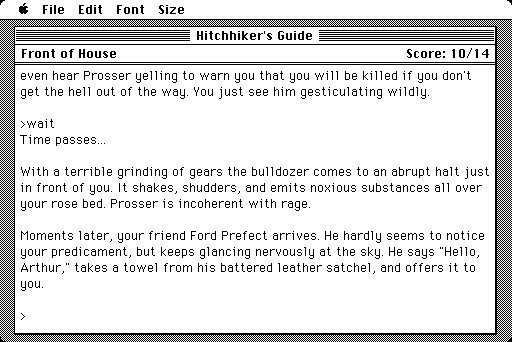 File Edit Font Size
Hitchhiker's Guide
Front of House Score: 10/14
even hear Prosser yelling to warn you that you will be killed if you don't
get the hell out of the way. You just see him gesticulating wildly.
>wait
Time passes...
With a terrible grinding of gears the bulldozer comes to an abrupt halt just
in front of you. It shakes, shudders, and emits noxious substances all over
your rose bed. Prosser is incoherent with rage.
Moments later, your friend Ford Prefect arrives. He hardly seems to notice
your predicament, but keeps glancing nervously at the sky. He says "Hello,
Arthur," takes a towel from his battered leather satchel, and offers it to
you.
>